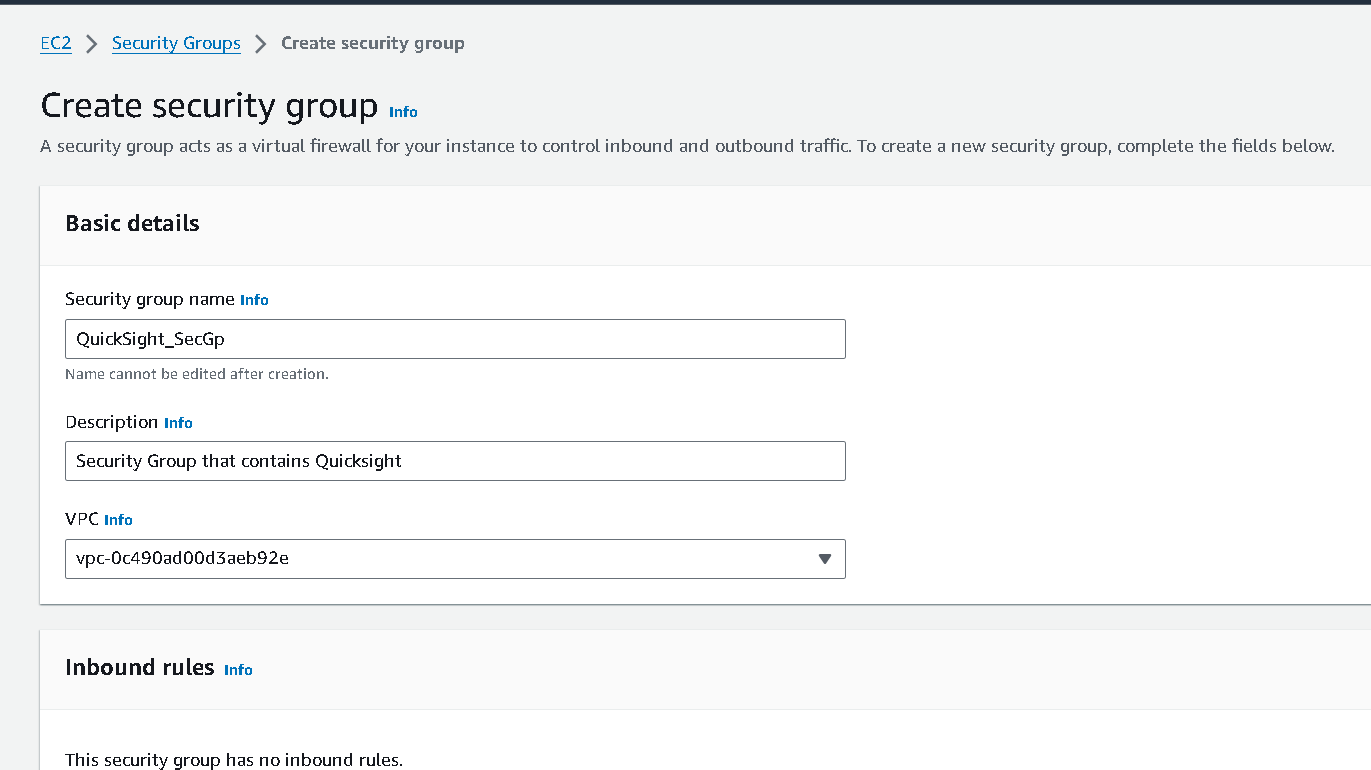 EC2 > Security Groups > Create security group
Create security group Info
A security group acts as a virtual firewall for your instance to control inbound and outbound traffic. To create a new security group, complete the fields below.
Basic details
Security group name Info
QuickSight_SecGp
Name cannot be edited after creation.
Description Info
Security Group that contains Quicksight
VPC Info
vpc-0c490ad00d3aeb92e
Inbound rules Info
This security group has no inbound rules.